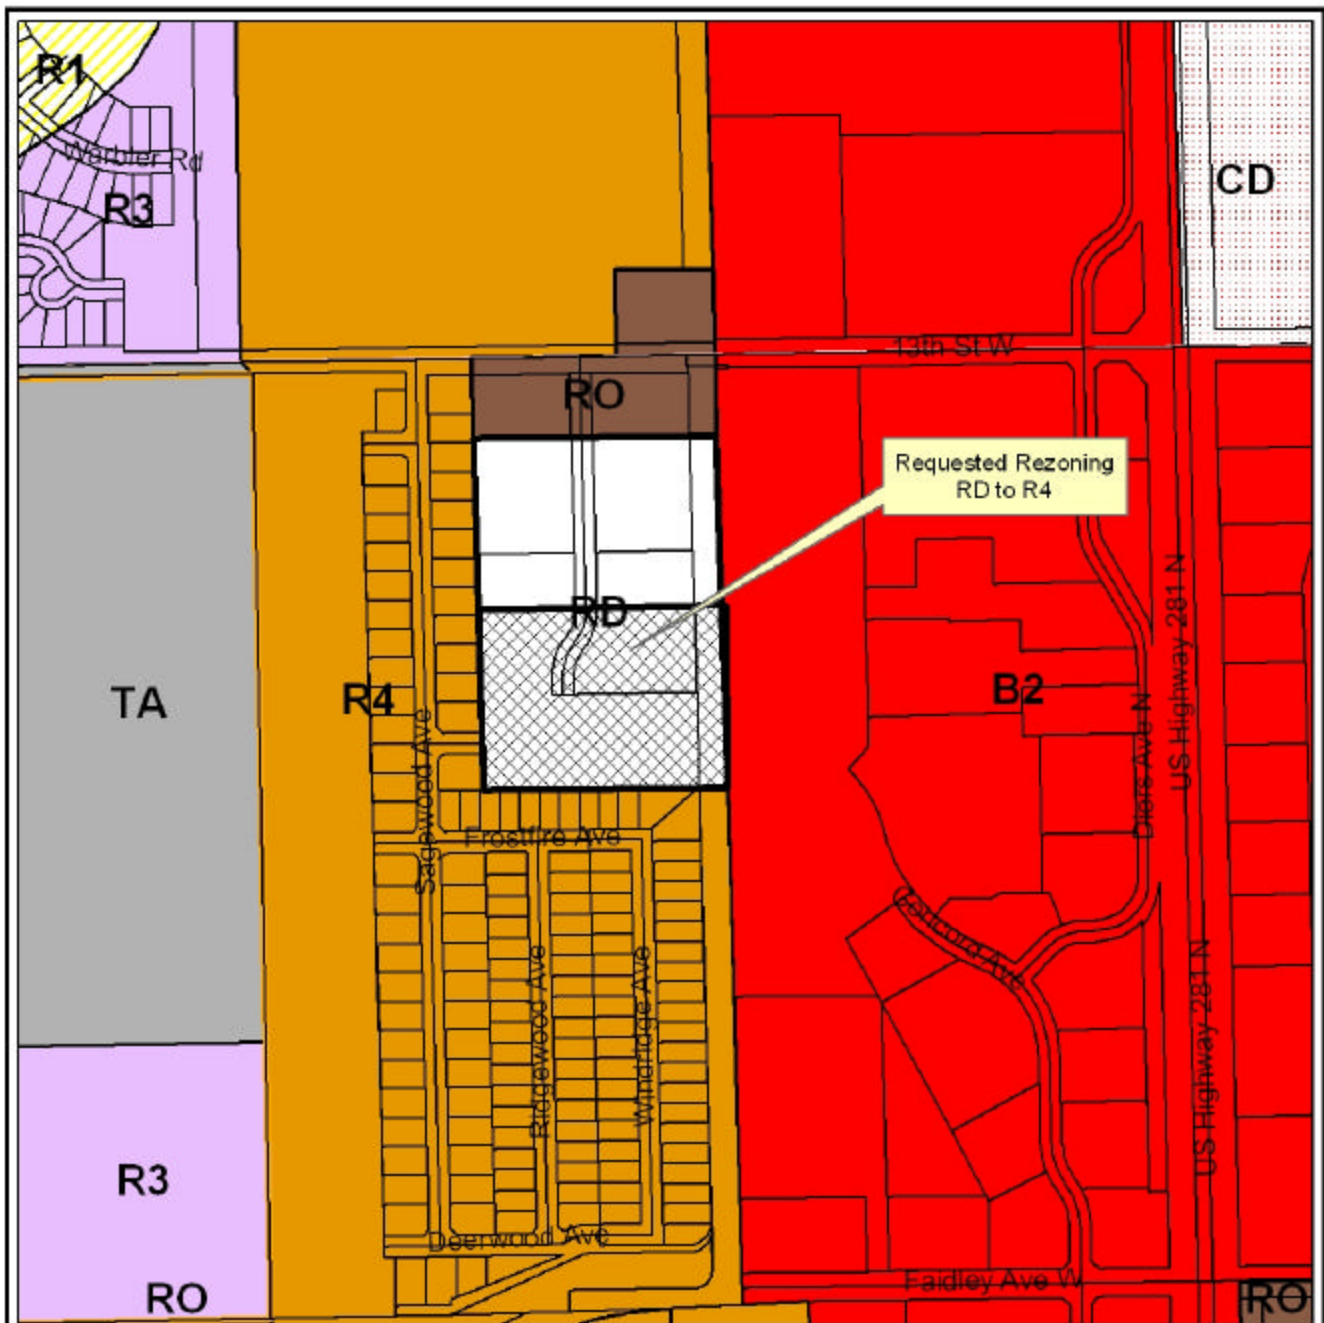 R1
Warbler Rd
R3
CD
13th St W
RO
Requested Rezoning
RD to R4
RD
TA
R4
B2
US Highway 281 N
Diers Ave N
Sagewood Ave
Frostfire Ave
Concord Ave
Ridgewood Ave
Windridge Ave
US Highway 281 N
R3
Deerwood Ave
Faidley Ave W
RO
RO